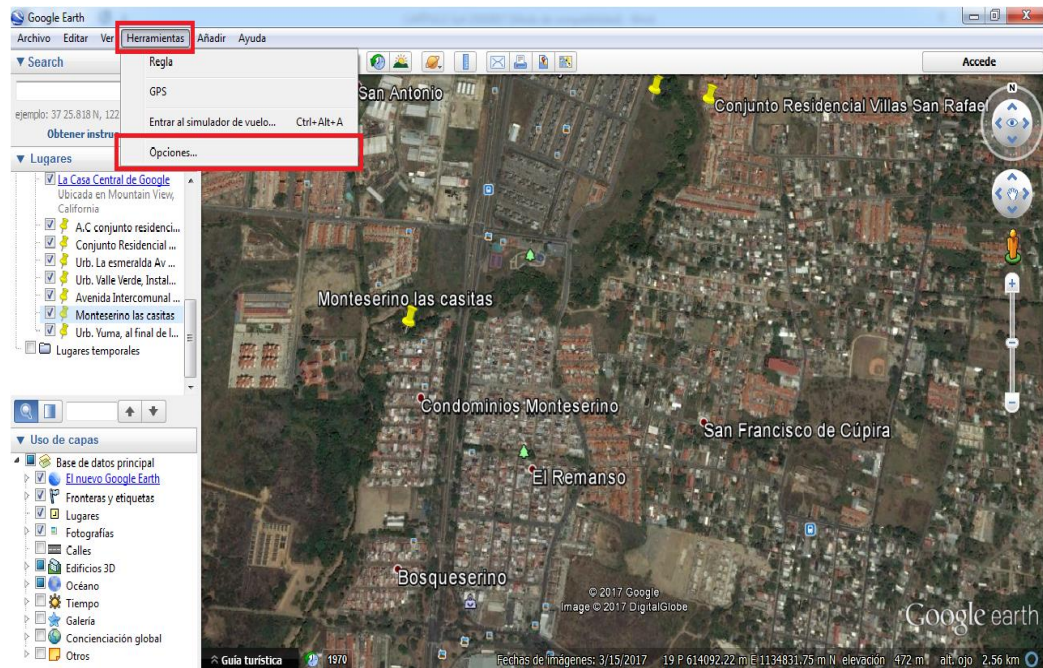 Google Earth
Archivo Editar Ver Herramientas Añadir Ayuda
Search
ejemplo: 37 25.818 N, 122
Obtener instru
Regla
GPS
Entrar al simulador de vuelo... Ctrl+Alt+A
Opciones...
Accede
Lugares
La Casa Central de Google
Ubicada en Mountain View,
California
A.C conjunto residenci...
Conjunto Residencial ...
Urb. La esmeralda Av ...
Urb. Valle Verde, Instal...
Avenida Intercomunal ...
Monteserino las casitas
Urb. Yuma, al final de l...
Lugares temporales
Uso de capas
Base de datos principal
El nuevo Google Earth
Fronteras y etiquetas
Lugares
Fotografías
Calles
Edificios 3D
Océano
Tiempo
Galería
Concienciación global
Otros
San Antonio
Conjunto Residencial Villas San Rafael
N
Monteserino las casitas
Condominios Monteserino
San Francisco de Cúpira
El Remanso
Bosqueserino
© 2017 Google
Image © 2017 DigitalGlobe
Google earth
Guía turística 1970
Fechas de imágenes: 3/15/2017 19 P 614092.22 m E 1134831.75 m N elevación 472 m alt. ojo 2.56 km